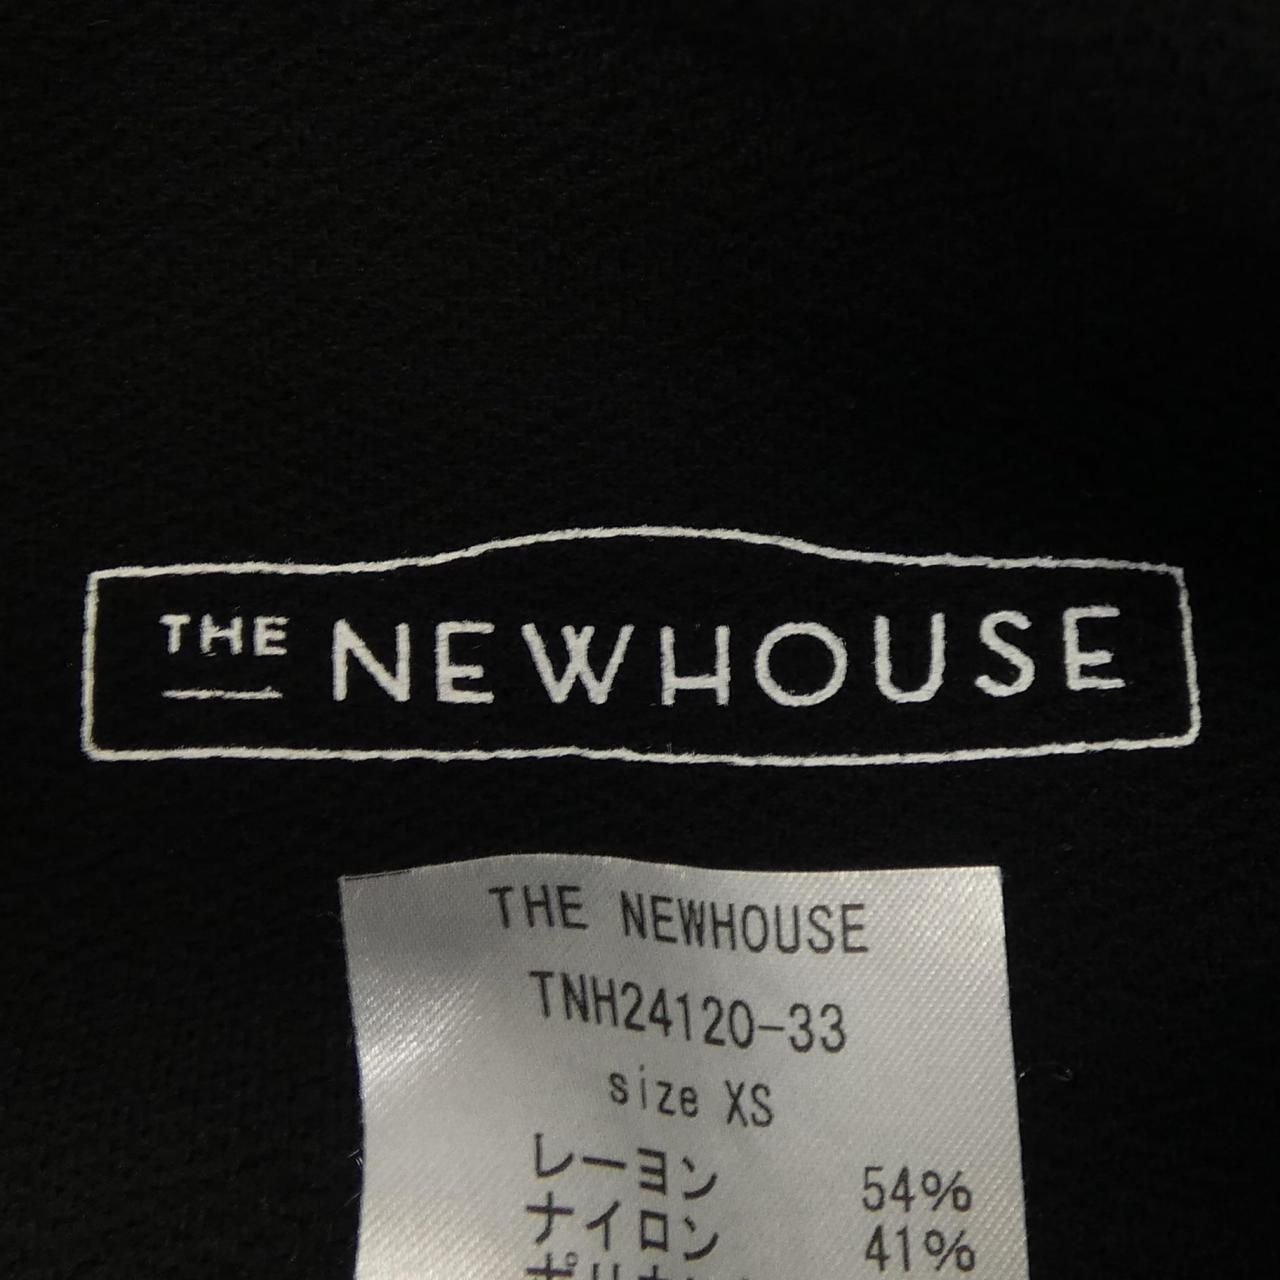 THE NEWHOUSE
THE NEWHOUSE
TNH24120-33
size XS
レーヨン 54%
ナイロン 41%